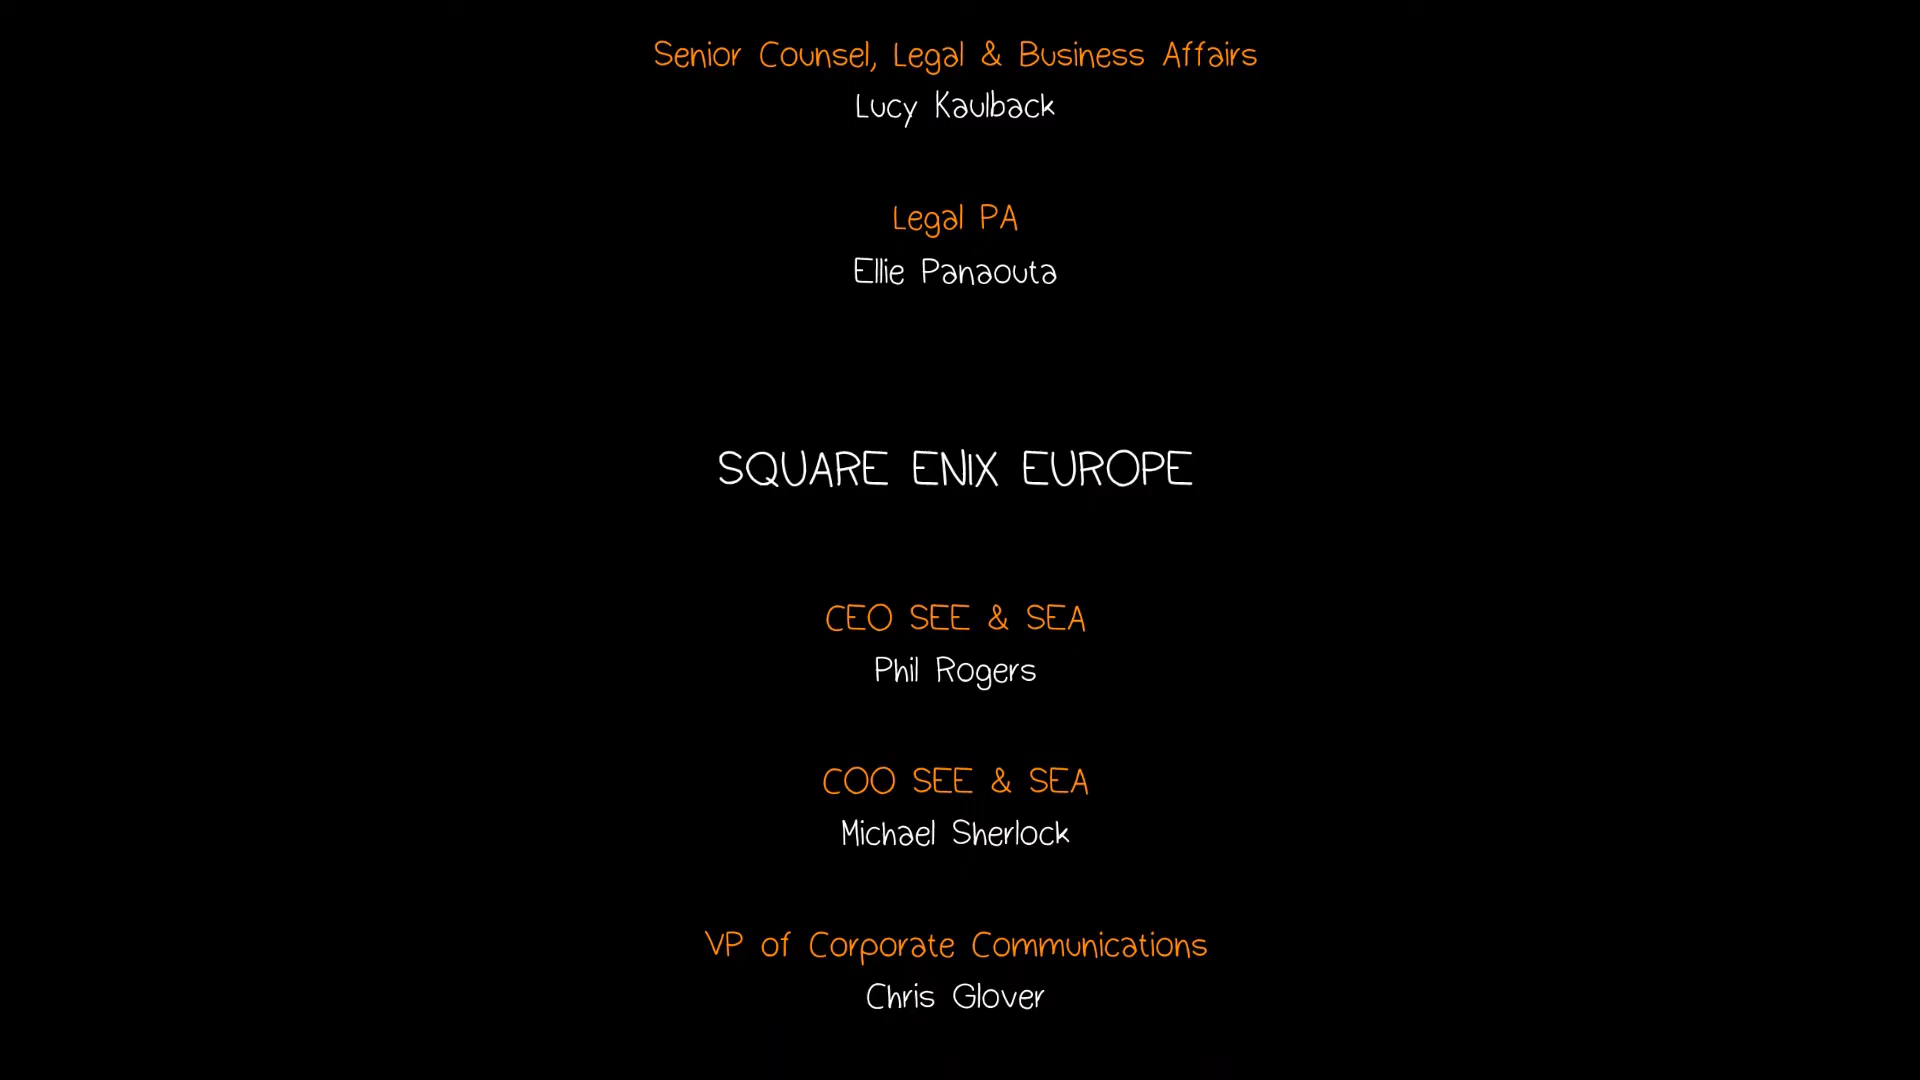 Senior Counsel, Legal & Business Affairs
Lucy Kaulback
Legal PA
Ellie Panaouta
SQUARE ENIX EUROPE
CEO SEE & SEA
Phil Rogers
COO SEE & SEA
Michael Sherlock
VP of Corporate Communications
Chris Glover